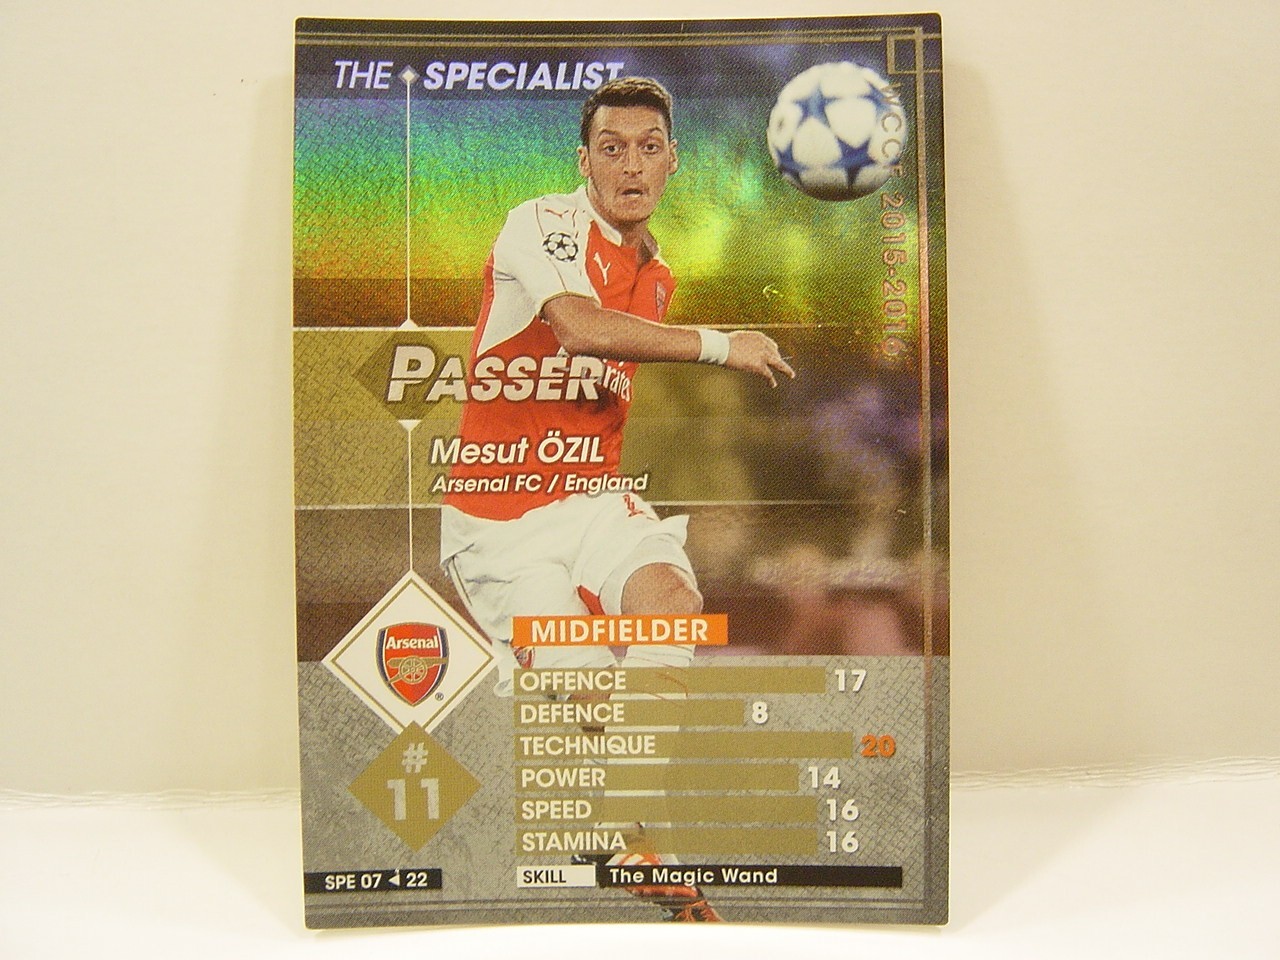 THE SPECIALIST
WCCF 2015-2016
PASSER
irates
Mesut ÖZIL
Arsenal FC / England
MIDFIELDER
Arsenal
®
OFFENCE 17
DEFENCE 8
TECHNIQUE 20
POWER 14
SPEED 16
STAMINA 16
#
11
SPE 07 ◀ 22
SKILL The Magic Wand